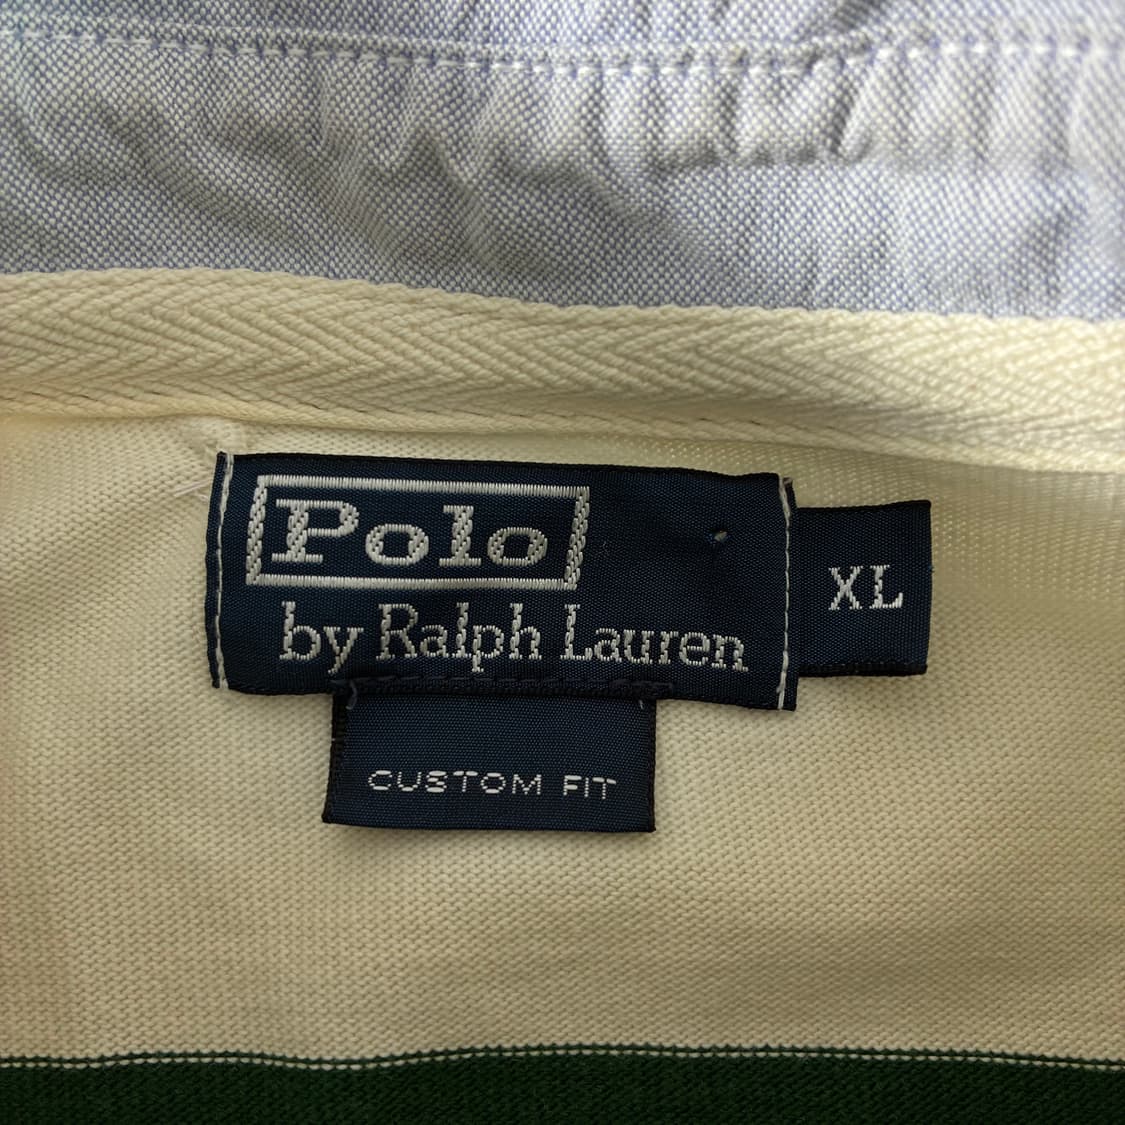 Polo
by Ralph Lauren
XL
CUSTOM FIT